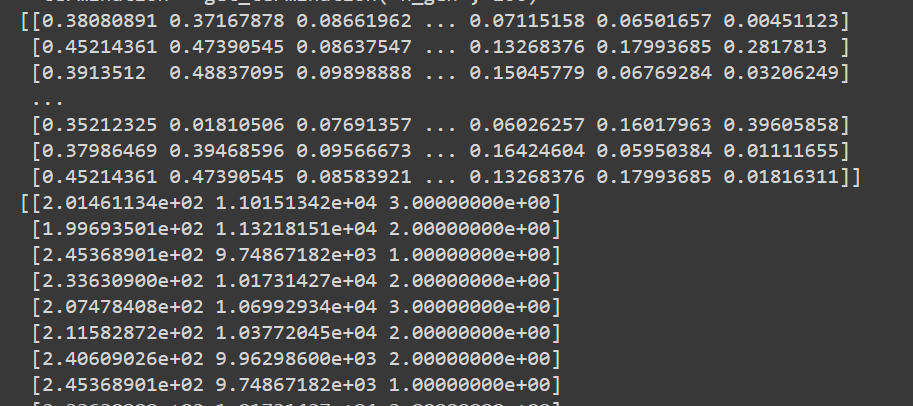 [[0.38080891 0.37167878 0.08661962 ... 0.07115158 0.06501657 0.00451123]
[0.45214361 0.47390545 0.08637547 ... 0.13268376 0.17993685 0.2817813 ]
[0.3913512  0.48837095 0.09898888 ... 0.15045779 0.06769284 0.03206249]
...
[0.35212325 0.01810506 0.07691357 ... 0.06026257 0.16017963 0.39605858]
[0.37986469 0.39468596 0.09566673 ... 0.16424604 0.05950384 0.01111655]
[0.45214361 0.47390545 0.08583921 ... 0.13268376 0.17993685 0.01816311]]
[[2.01461134e+02 1.10151342e+04 3.00000000e+00]
[1.99693501e+02 1.13218151e+04 2.00000000e+00]
[2.45368901e+02 9.74867182e+03 1.00000000e+00]
[2.33630900e+02 1.01731427e+04 2.00000000e+00]
[2.07478408e+02 1.06992934e+04 3.00000000e+00]
[2.11582872e+02 1.03772045e+04 2.00000000e+00]
[2.40609026e+02 9.96298600e+03 2.00000000e+00]
[2.45368901e+02 9.74867182e+03 1.00000000e+00]